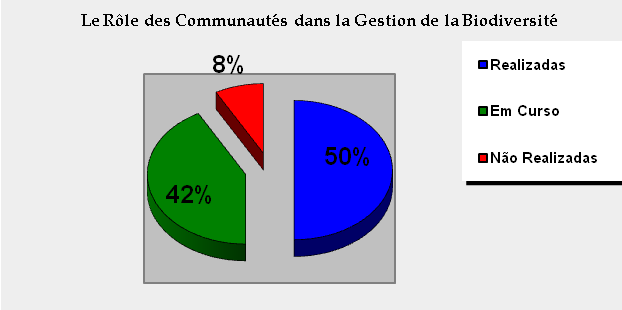 Le Rôle des Communautés dans la Gestion de la Biodiversité
8%
50%
42%
Realizadas
Em Curso
Não Realizadas